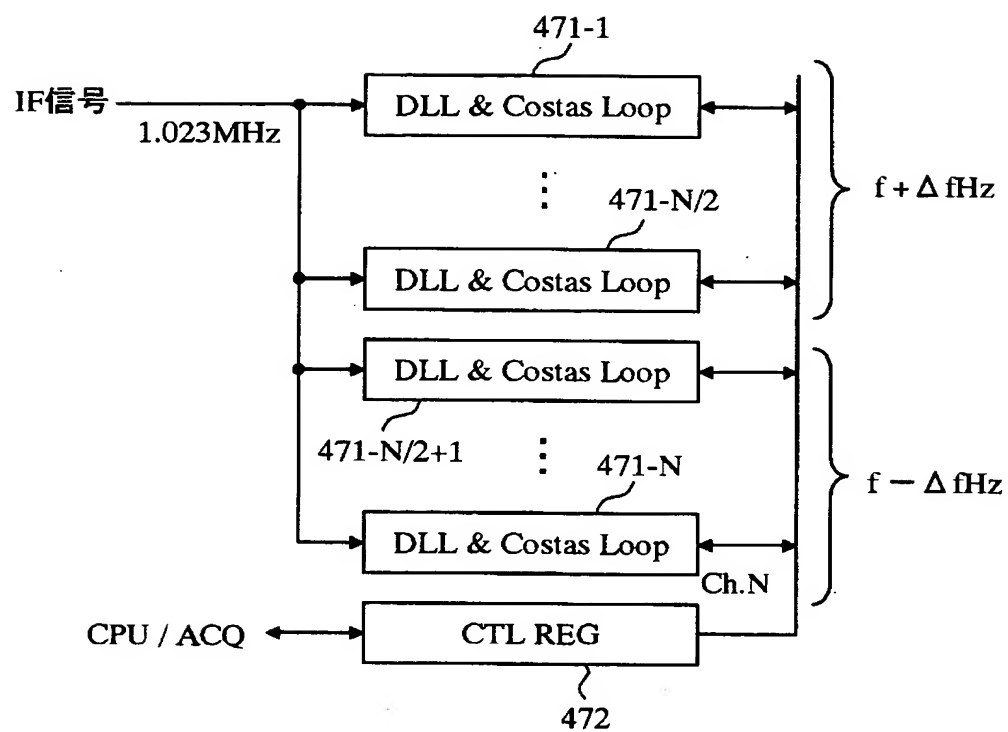 471-1
IF信号
1.023MHz
DLL & Costas Loop
f + Δ fHz
471-N/2
DLL & Costas Loop
DLL & Costas Loop
471-N/2+1
471-N
f − Δ fHz
DLL & Costas Loop
Ch.N
CPU / ACQ
CTL REG
472